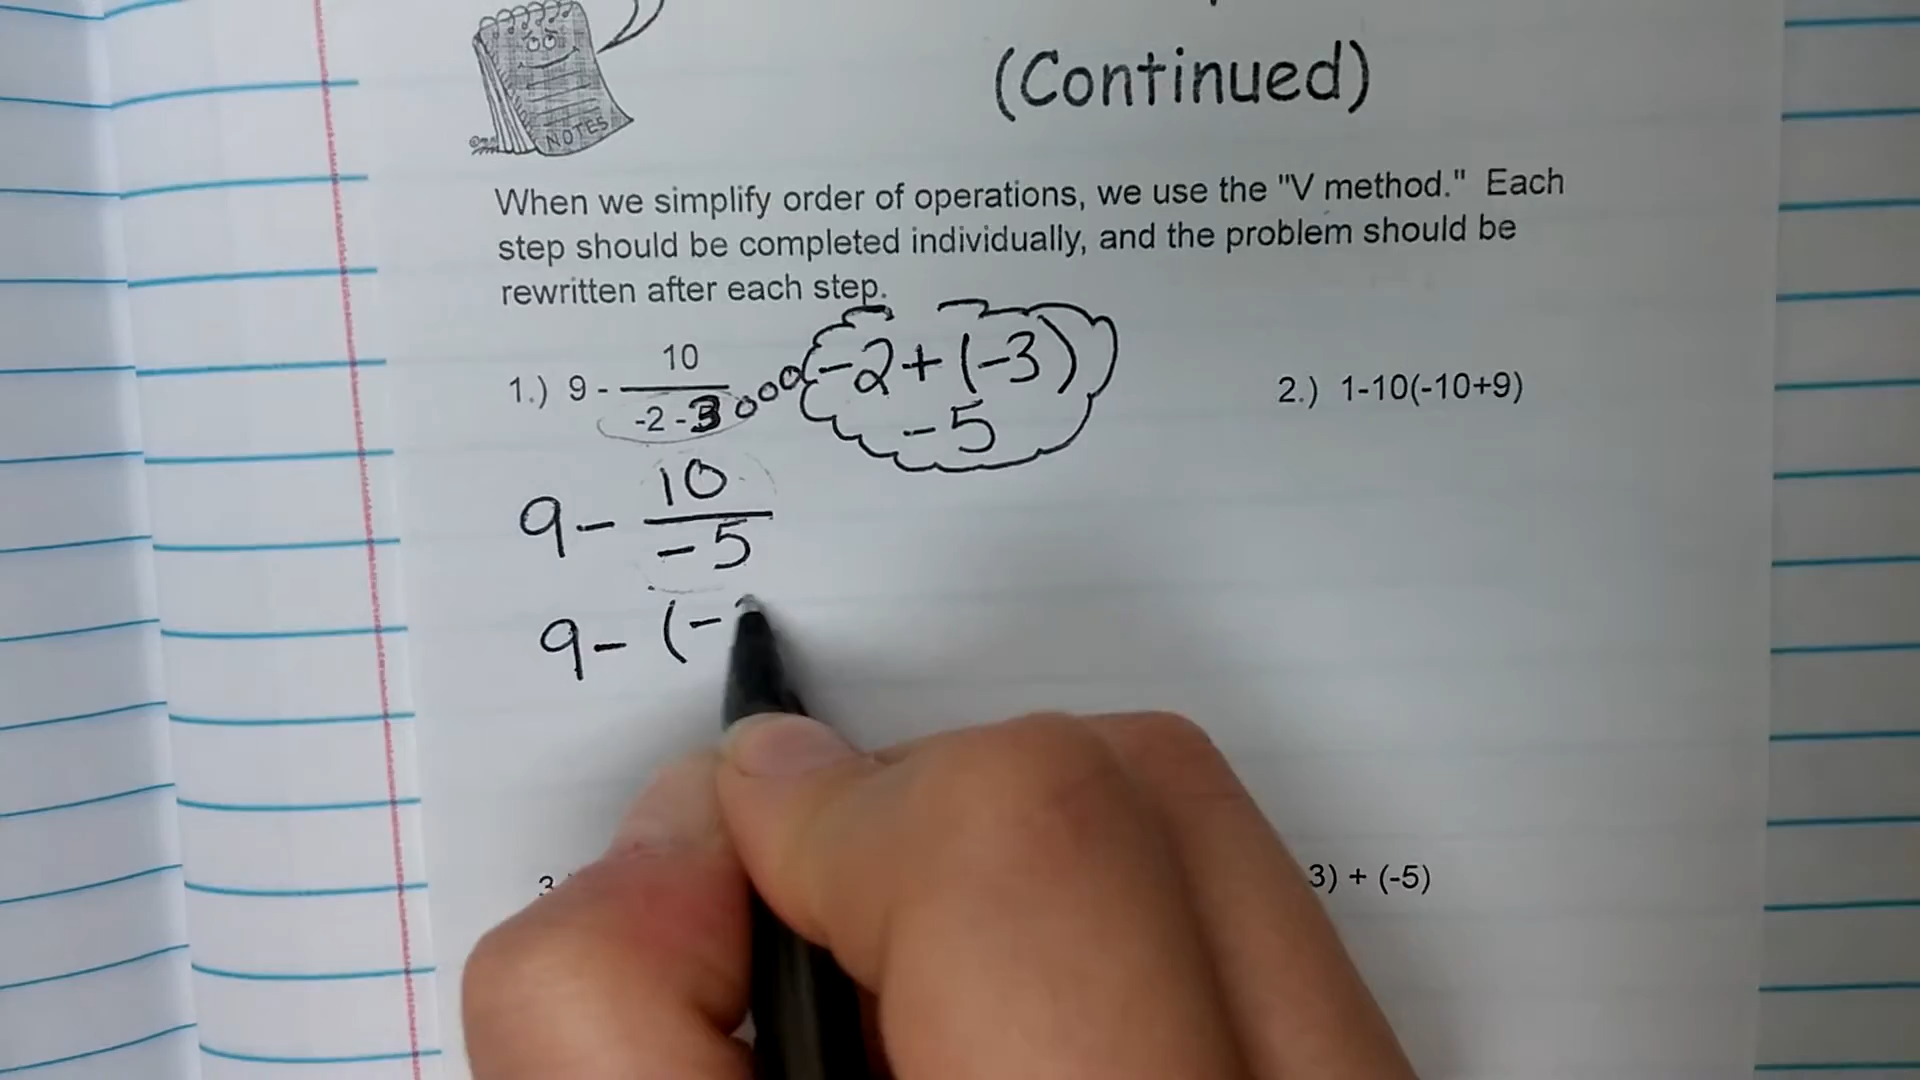 NOTES
(Continued)
When we simplify order of operations, we use the "V method." Each
step should be completed individually, and the problem should be
rewritten after each step.
1.) 9 - 10 / -2 -3
-2 + (-3)
-5
2.) 1-10(-10+9)
9 - 10 / -5
9 - (-
3) + (-5)